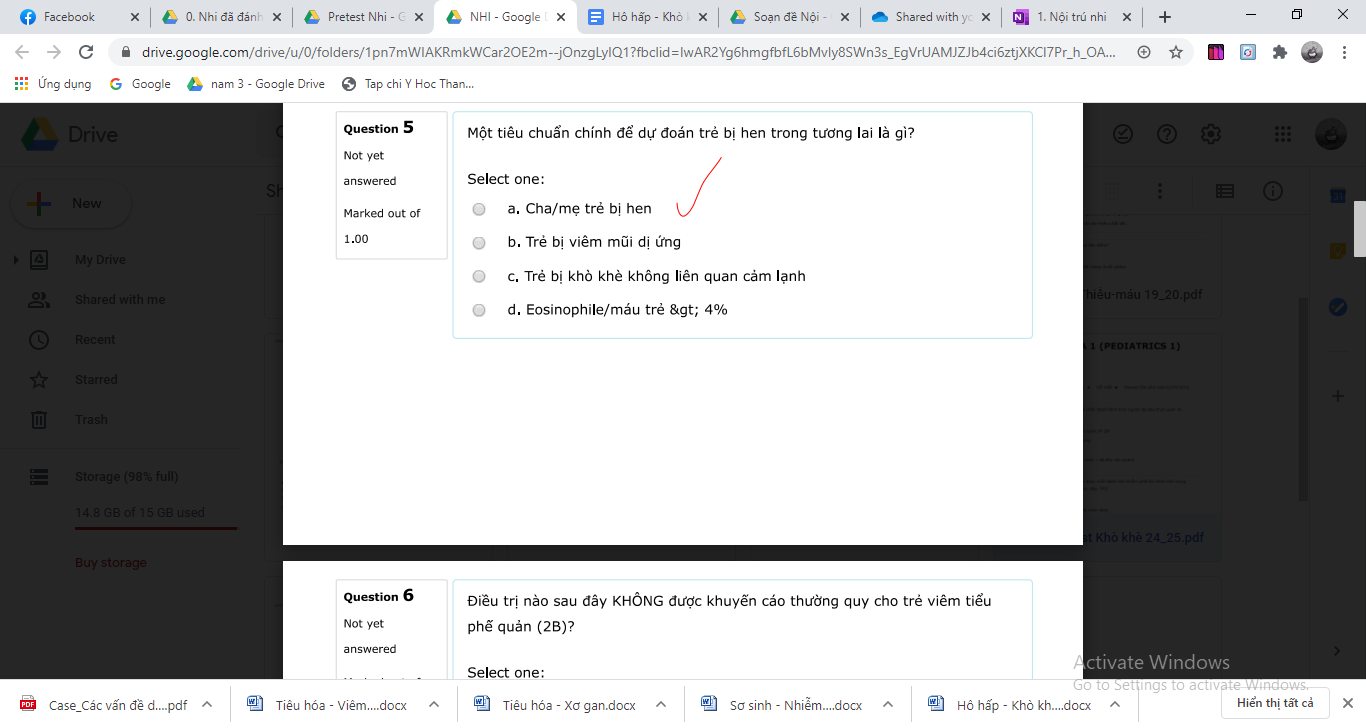 Facebook
0. Nhi đã đánh
Pretest Nhi - G
NHI - Google D
Hô hấp - Khò k
Soạn đề Nội -
Shared with yo
1. Nội trú nhi
drive.google.com/drive/u/0/folders/1pn7mWIAKRmkWCar2OE2m--jOnzgLyIQ1?fbclid=IwAR2Yg6hmgfbfL6bMvIy8SWn3s_EgVrUAMJZJb4ci6ztjXKCl7Pr_h_OA...
Ứng dụng
Google
nam 3 - Google Drive
Tap chi Y Hoc Than...
Drive
New
My Drive
Shared with me
Recent
Starred
Trash
Storage (98% full)
14.8 GB of 15 GB used
Buy storage
Question 5
Not yet
answered
Marked out of
1.00
Một tiêu chuẩn chính để dự đoán trẻ bị hen trong tương lai là gì?
Select one:
a. Cha/mẹ trẻ bị hen
b. Trẻ bị viêm mũi dị ứng
c. Trẻ bị khò khè không liên quan cảm lạnh
d. Eosinophile/máu trẻ &gt; 4%
Thiếu-máu 19_20.pdf
1 (PEDIATRICS 1)
st Khò khè 24_25.pdf
Question 6
Not yet
answered
Điều trị nào sau đây KHÔNG được khuyến cáo thường quy cho trẻ viêm tiểu
phế quản (2B)?
Select one:
Activate Windows
Go to Settings to activate Windows.
Case_Các vấn đề d....pdf
Tiêu hóa - Viêm....docx
Tiêu hóa - Xơ gan.docx
Sơ sinh - Nhiễm....docx
Hô hấp - Khò kh....docx
Hiển thị tất cả